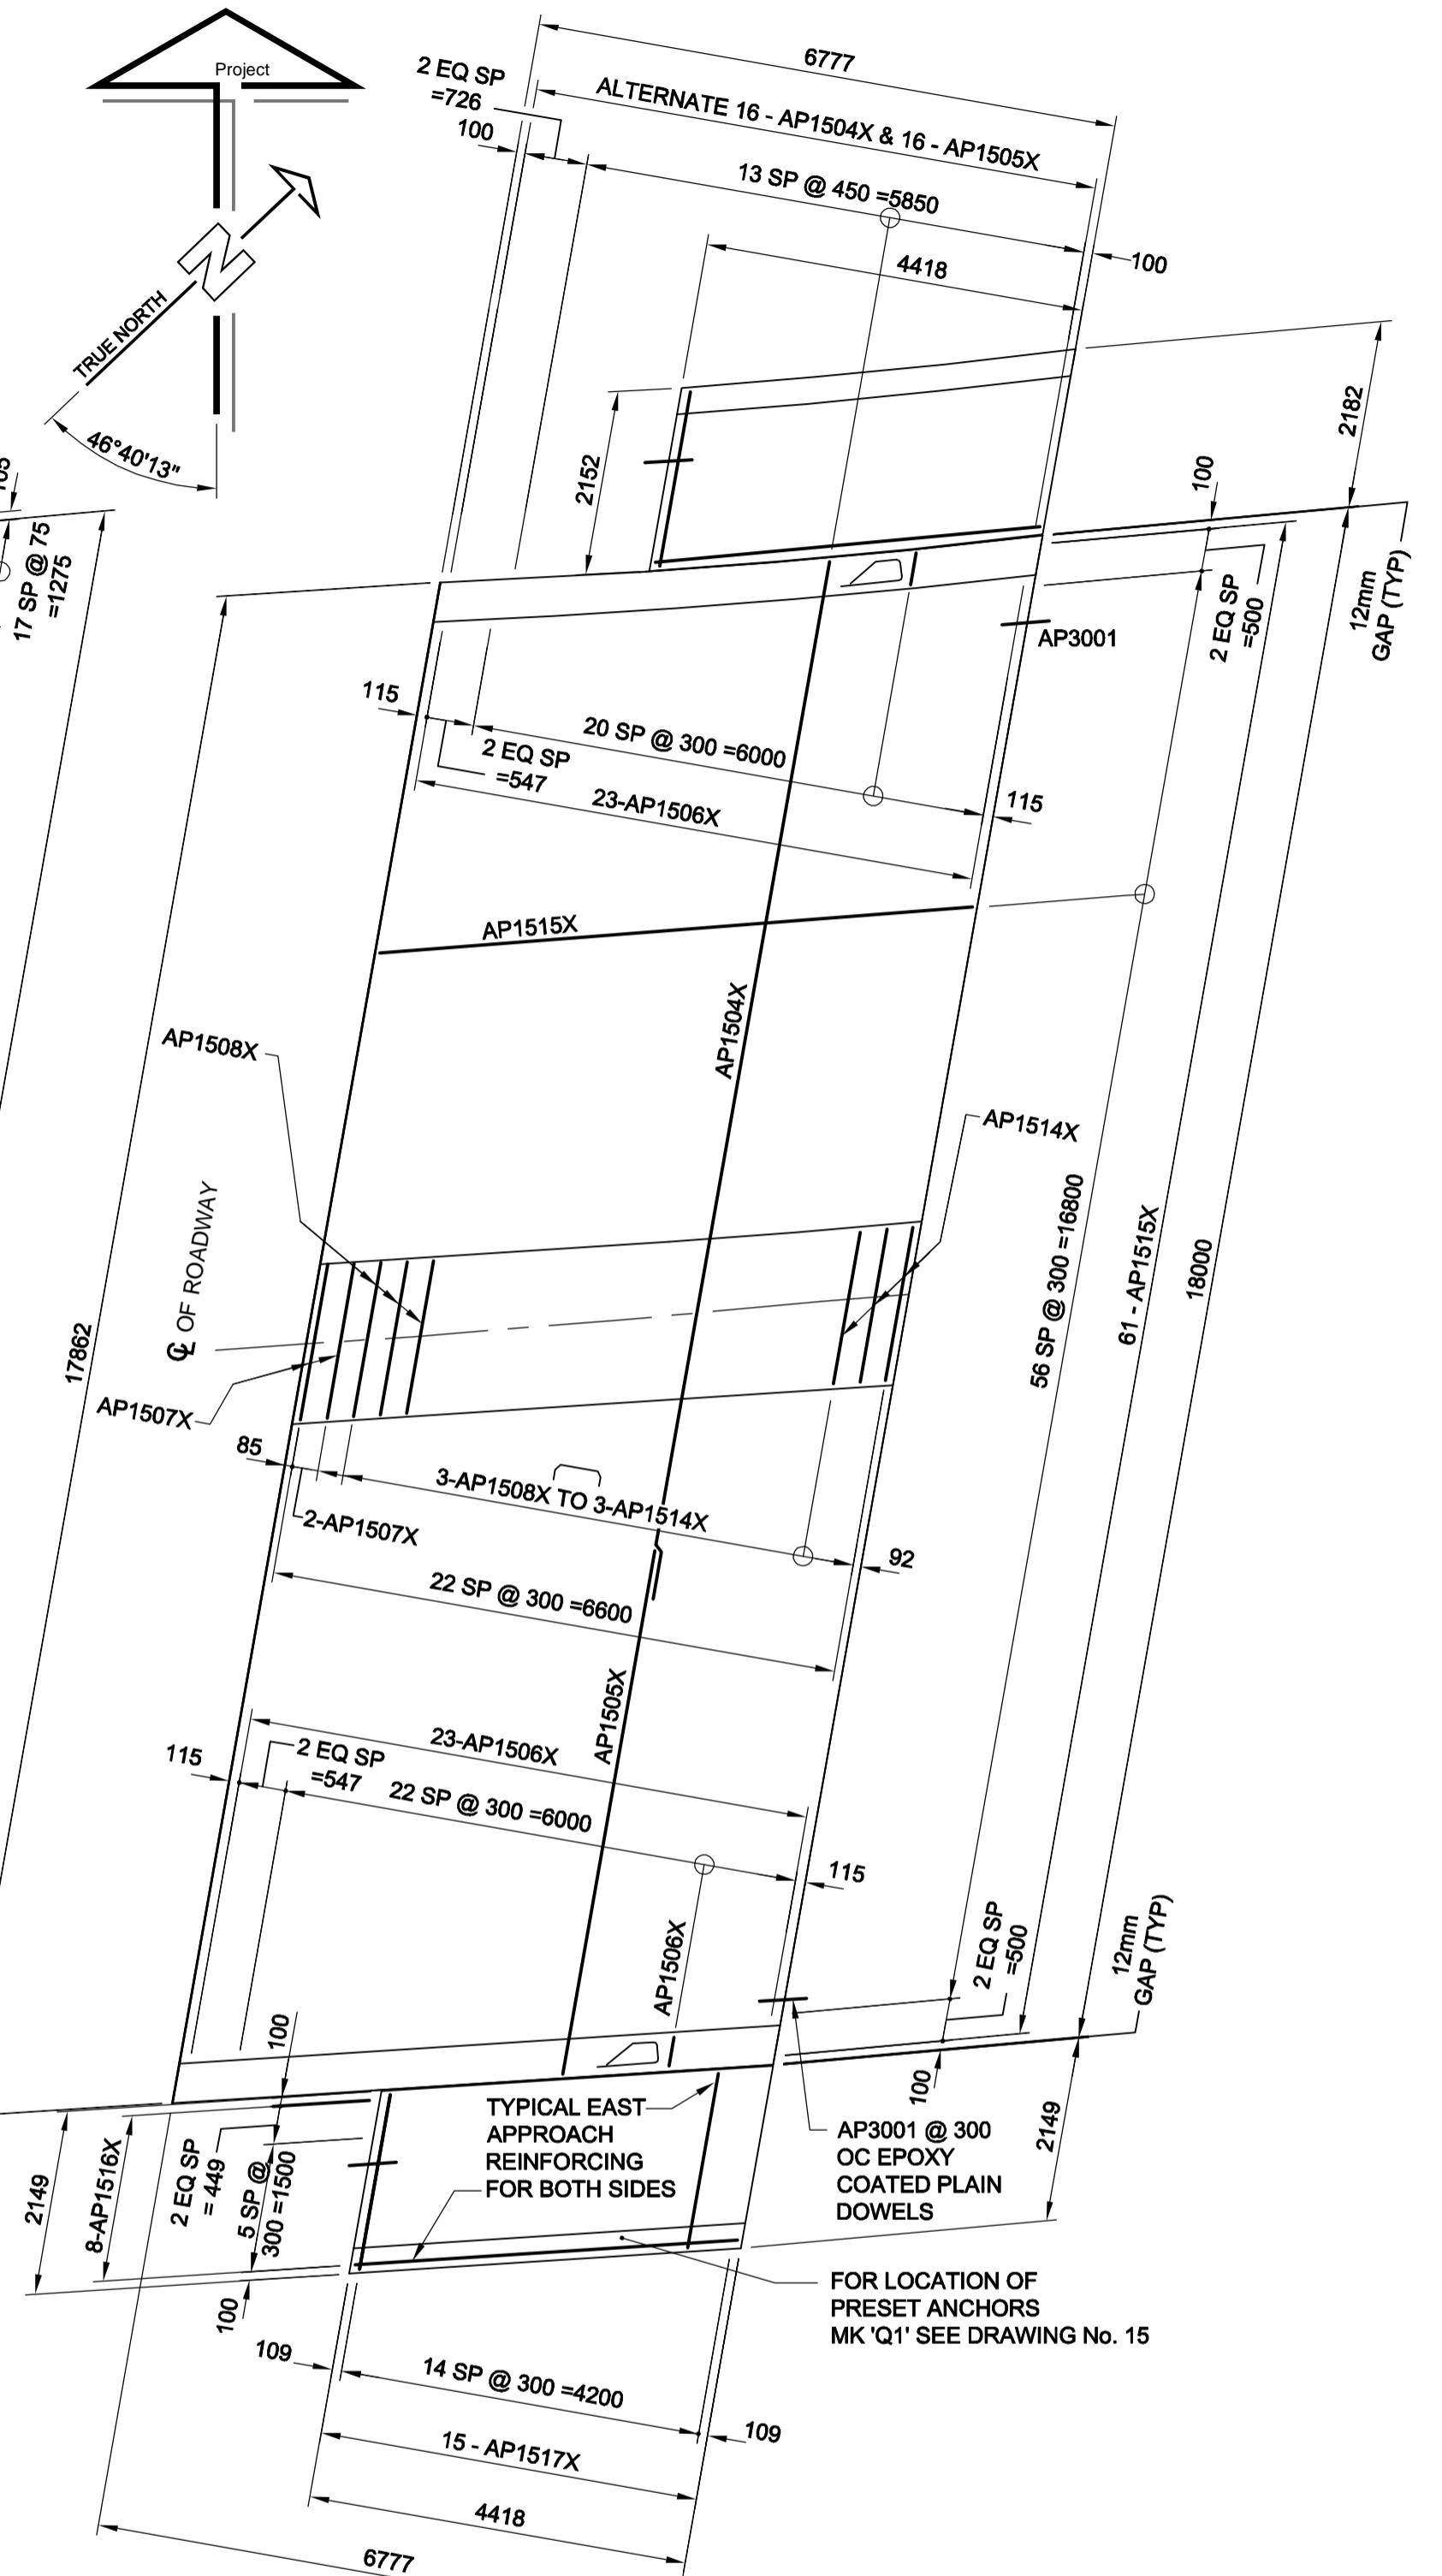 Project
TRUE NORTH
46°40'13"
17 SP @ 75
=1275
6777
2 EQ SP
=726
ALTERNATE 16 - AP1504X & 16 - AP1505X
100
13 SP @ 450 =5850
100
4418
2182
2152
100
2 EQ SP
=500
12mm
GAP (TYP)
AP3001
115
20 SP @ 300 =6000
2 EQ SP
=547
23-AP1506X
115
AP1515X
AP1504X
AP1508X
AP1514X
56 SP @ 300 =16800
61 - AP1515X
18000
17862
℄ OF ROADWAY
AP1507X
85
3-AP1508X TO 3-AP1514X
2-AP1507X
92
22 SP @ 300 =6600
AP1505X
23-AP1506X
115
2 EQ SP
=547
22 SP @ 300 =6000
115
AP1506X
2 EQ SP
=500
12mm
GAP (TYP)
100
100
2149
TYPICAL EAST
APPROACH
REINFORCING
FOR BOTH SIDES
AP3001 @ 300
OC EPOXY
COATED PLAIN
DOWELS
2149
8-AP1516X
2 EQ SP
= 449
5 SP @
300 =1500
100
FOR LOCATION OF
PRESET ANCHORS
MK 'Q1' SEE DRAWING No. 15
109
14 SP @ 300 =4200
109
15 - AP1517X
4418
6777